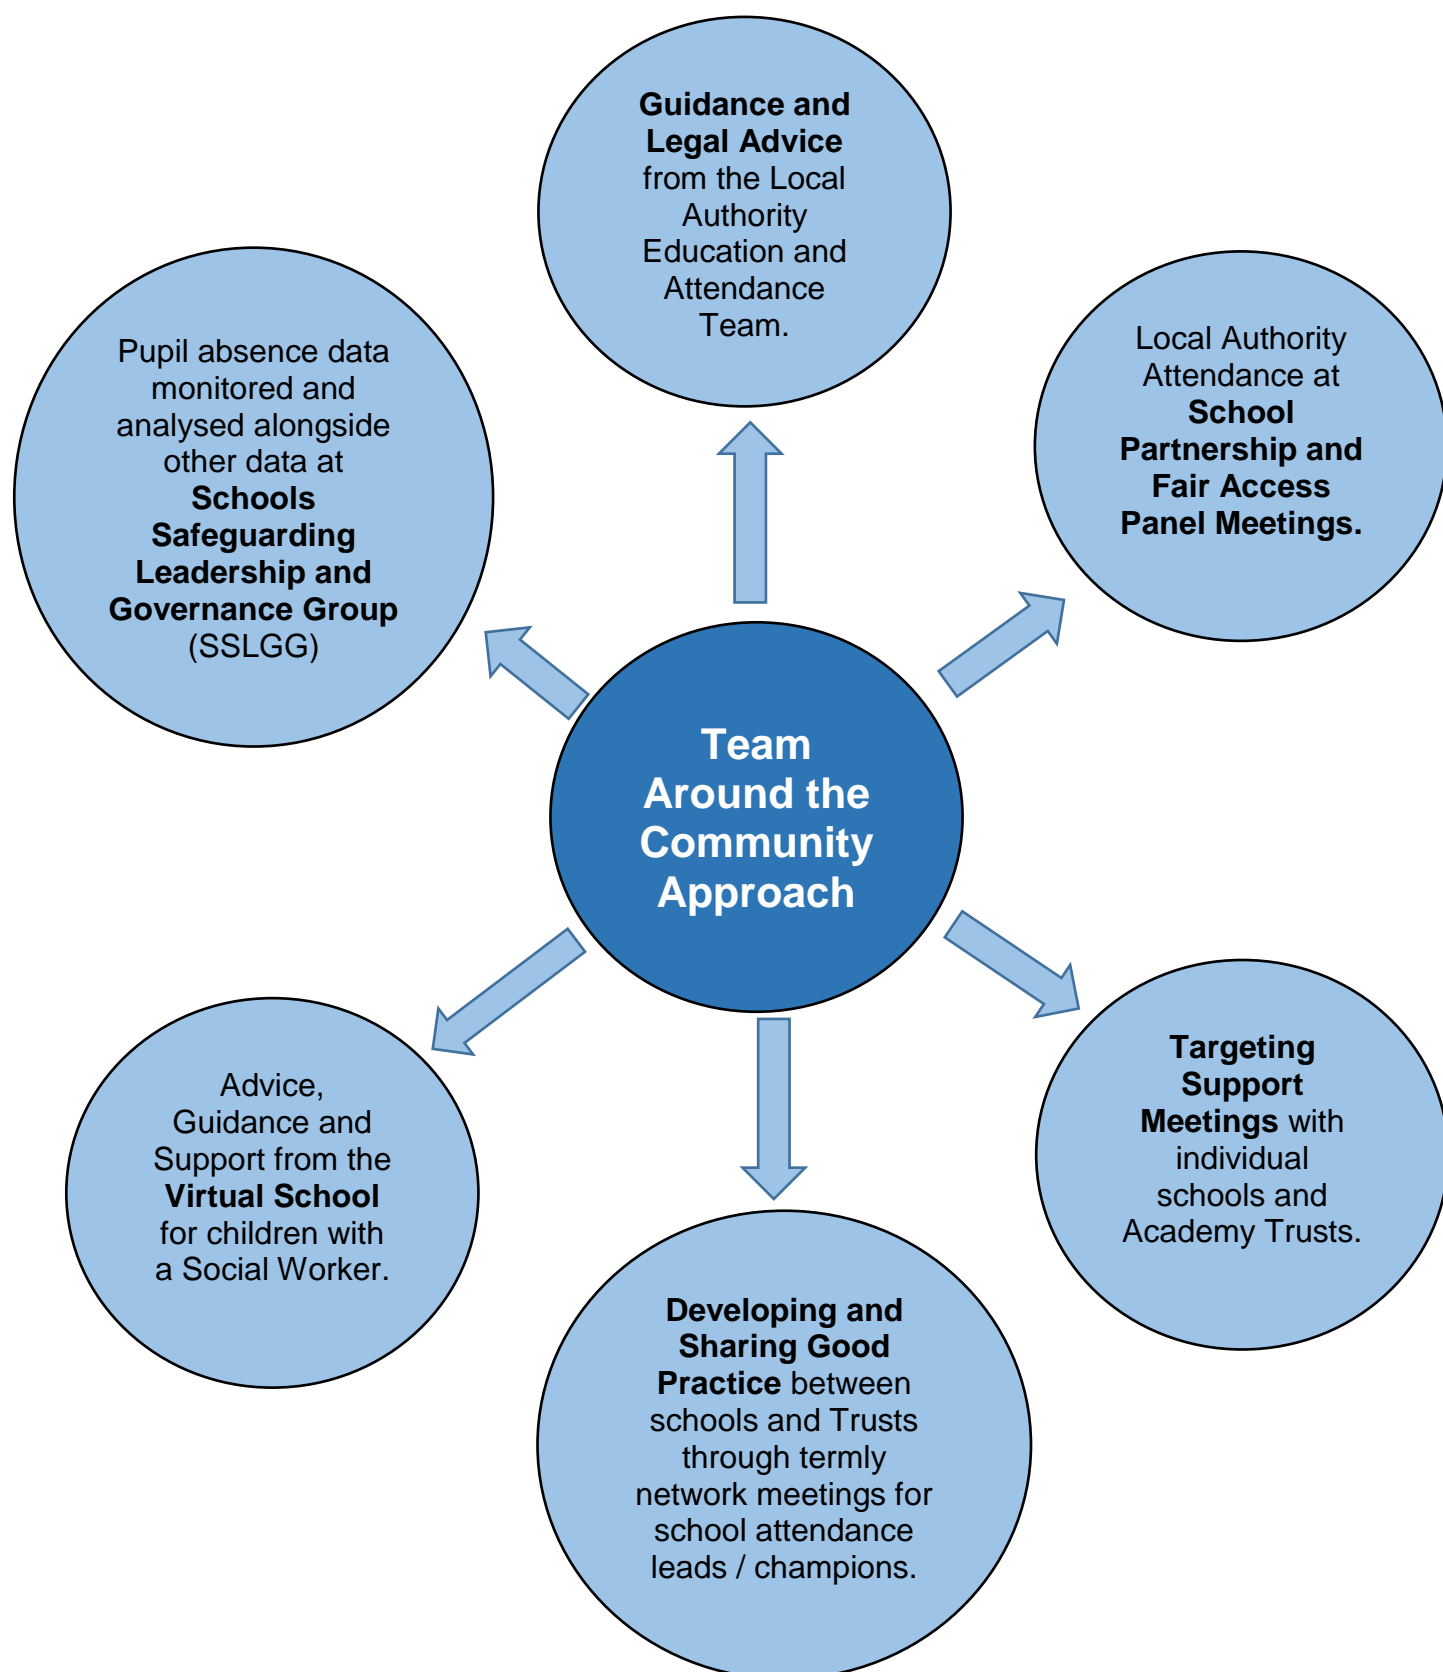 Guidance and
Legal Advice
from the Local
Authority
Education and
Attendance
Team.
Pupil absence data
monitored and
analysed alongside
other data at
Schools
Safeguarding
Leadership and
Governance Group
(SSLGG)
Local Authority
Attendance at
School
Partnership and
Fair Access
Panel Meetings.
Team
Around the
Community
Approach
Advice,
Guidance and
Support from the
Virtual School
for children with
a Social Worker.
Targeting
Support
Meetings with
individual
schools and
Academy Trusts.
Developing and
Sharing Good
Practice between
schools and Trusts
through termly
network meetings for
school attendance
leads / champions.